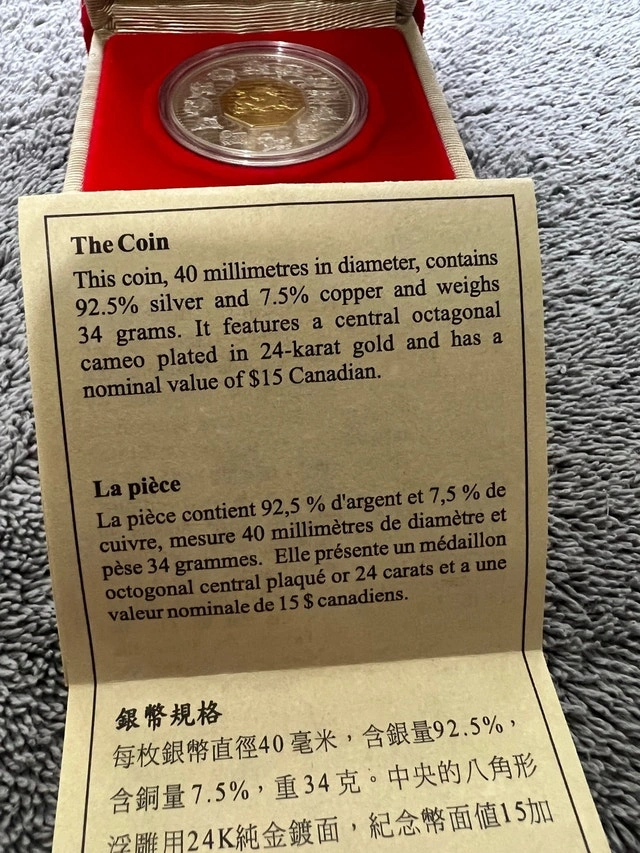 The Coin
This coin, 40 millimetres in diameter, contains
92.5% silver and 7.5% copper and weighs
34 grams. It features a central octagonal
cameo plated in 24-karat gold and has a
nominal value of $15 Canadian.
La pièce
La pièce contient 92,5 % d'argent et 7,5 % de
cuivre, mesure 40 millimètres de diamètre et
pèse 34 grammes. Elle présente un médaillon
octogonal central plaqué or 24 carats et a une
valeur nominale de 15 $ canadiens.
銀幣規格
每枚銀幣直徑40毫米，含銀量92.5%，
含銅量7.5%，重34克。中央的八角形
浮雕用24K純金鍍面，紀念幣面值15加